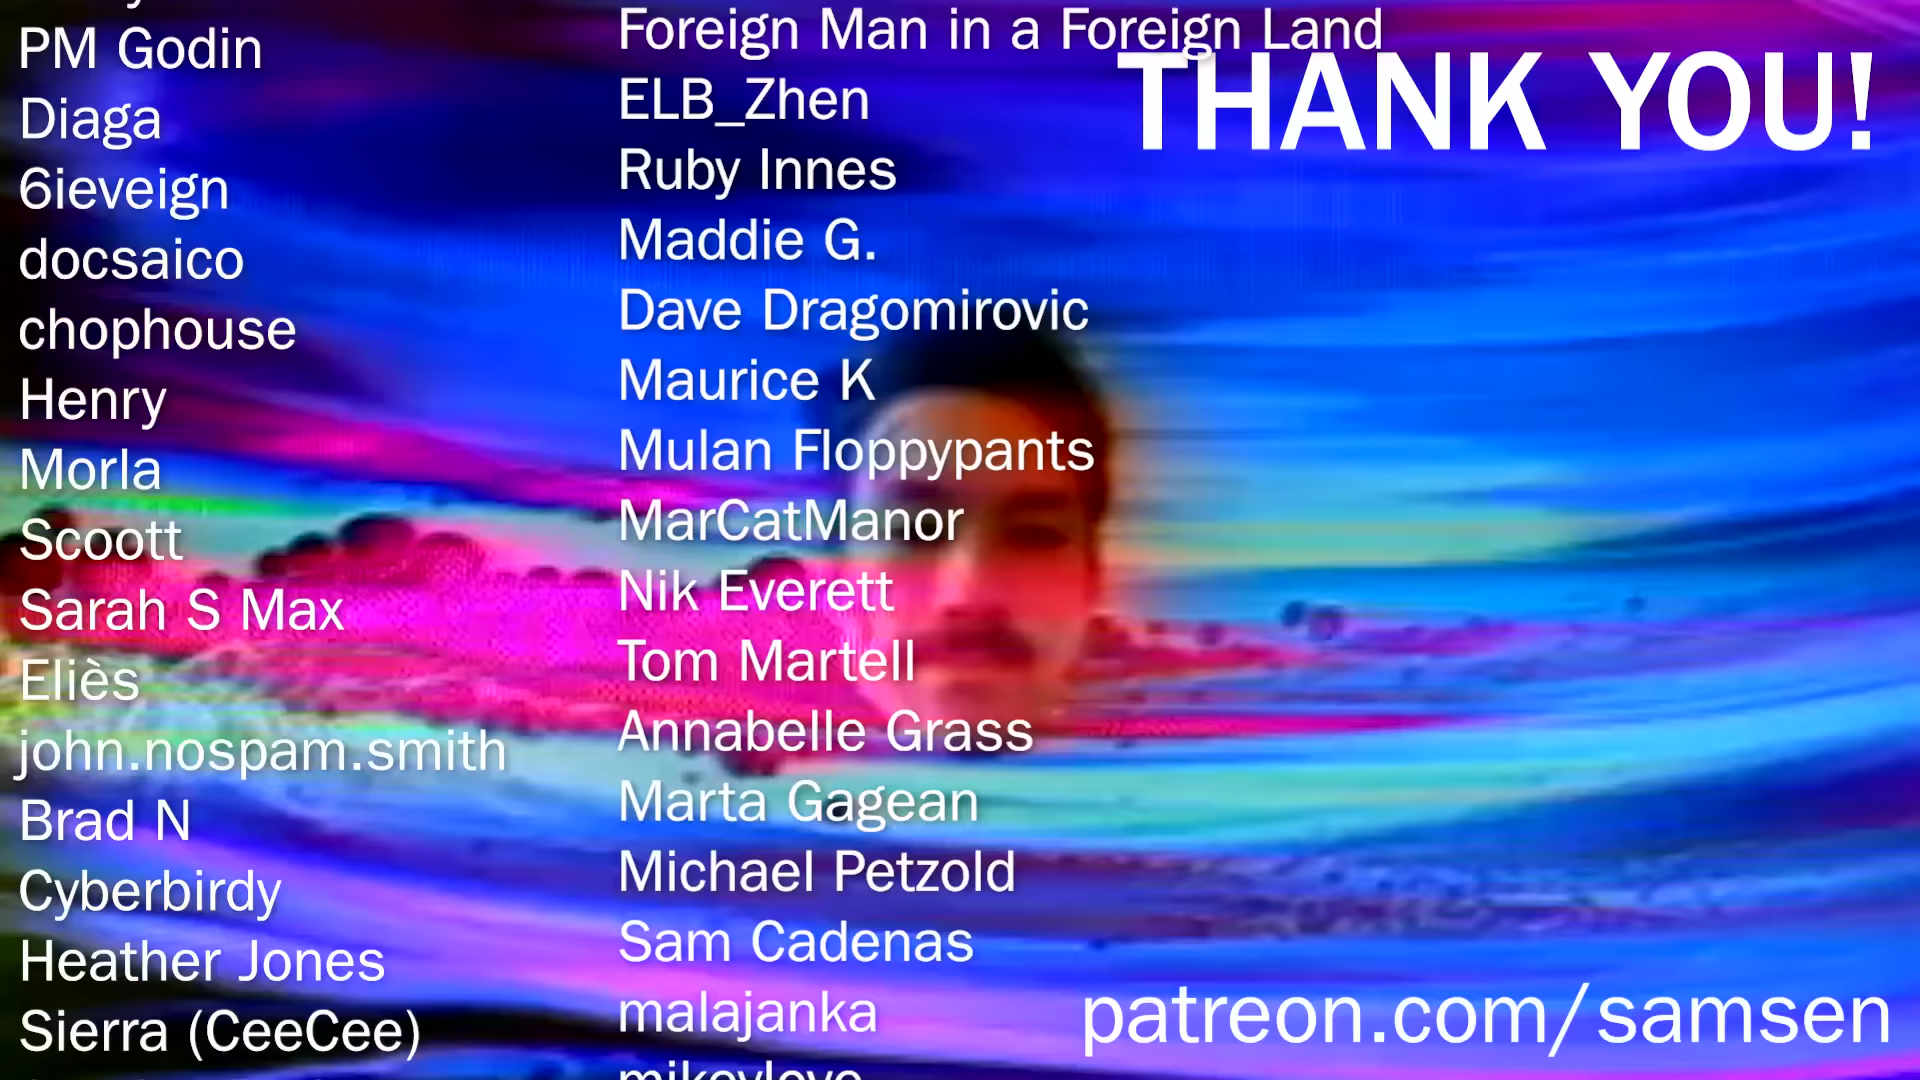 PM Godin
Diaga
6ieveign
docsaico
chophouse
Henry
Morla
Scoott
Sarah S Max
Eliès
john.nospam.smith
Brad N
Cyberbirdy
Heather Jones
Sierra (CeeCee)
Foreign Man in a Foreign Land
ELB_Zhen
Ruby Innes
Maddie G.
Dave Dragomirovic
Maurice K
Mulan Floppypants
MarCatManor
Nik Everett
Tom Martell
Annabelle Grass
Marta Gagean
Michael Petzold
Sam Cadenas
malajanka
THANK YOU!
patreon.com/samsen